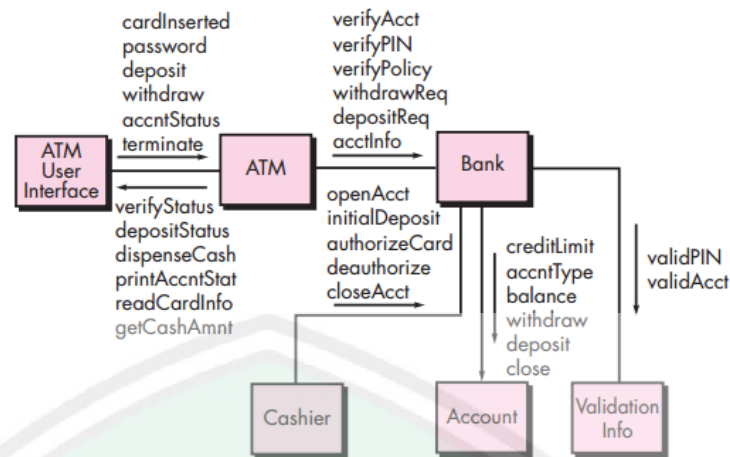 cardInserted
password
deposit
withdraw
accntStatus
terminate
verifyAcct
verifyPIN
verifyPolicy
withdrawReq
depositReq
acctInfo
ATM
User
Interface
ATM
Bank
verifyStatus
depositStatus
dispenseCash
printAccntStat
readCardInfo
getCashAmnt
openAcct
initialDeposit
authorizeCard
deauthorize
closeAcct
creditLimit
accntType
balance
withdraw
deposit
close
validPIN
validAcct
Cashier
Account
Validation
Info